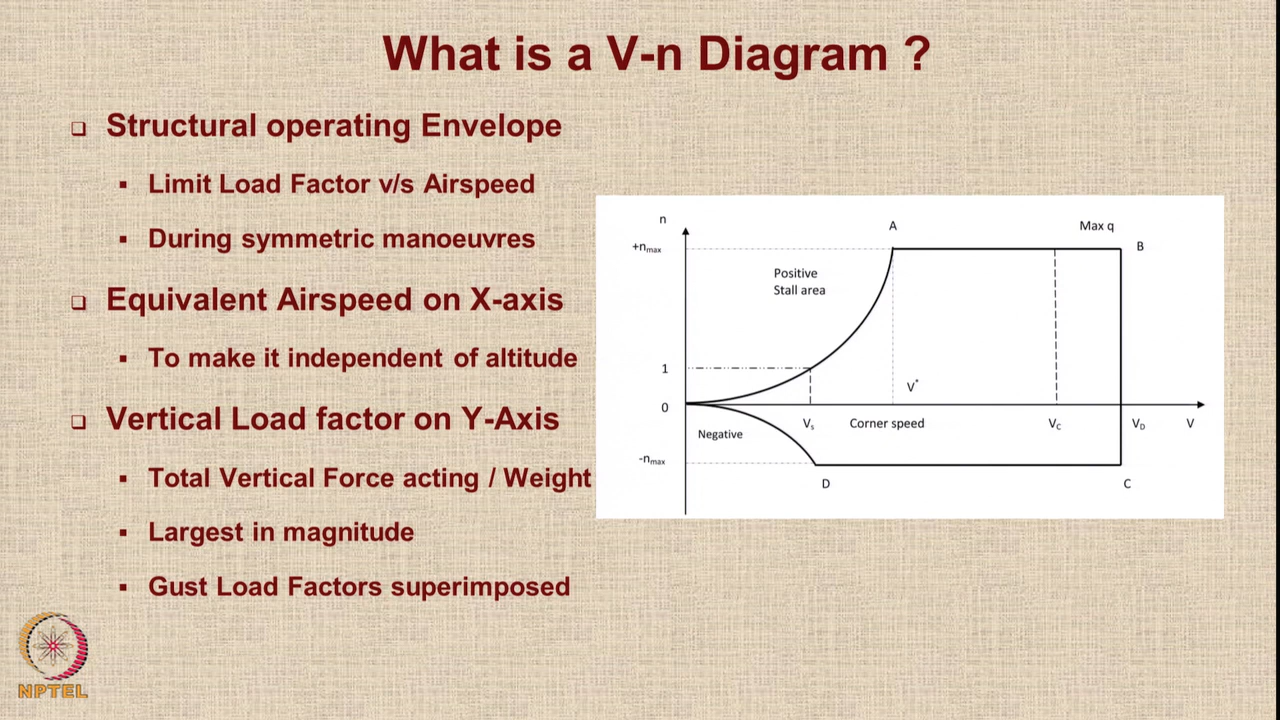 What is a V-n Diagram ?
Structural operating Envelope
Limit Load Factor v/s Airspeed
During symmetric manoeuvres
Equivalent Airspeed on X-axis
To make it independent of altitude
Vertical Load factor on Y-Axis
Total Vertical Force acting / Weight
Largest in magnitude
Gust Load Factors superimposed
n
A
Max q
+nmax
B
Positive
Stall area
1
V*
0
Negative
Vs
Corner speed
VC
VD
V
-nmax
D
C
NPTEL